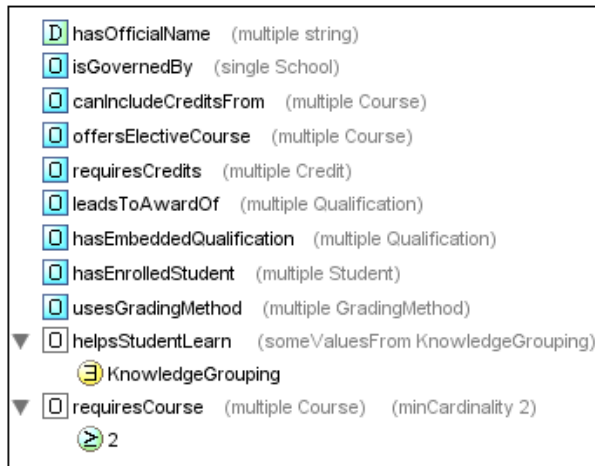 D hasOfficialName (multiple string)
O isGovernedBy (single School)
O canIncludeCreditsFrom (multiple Course)
O offersElectiveCourse (multiple Course)
O requiresCredits (multiple Credit)
O leadsToAwardOf (multiple Qualification)
O hasEmbeddedQualification (multiple Qualification)
O hasEnrolledStudent (multiple Student)
O usesGradingMethod (multiple GradingMethod)
▼ O helpsStudentLearn (someValuesFrom KnowledgeGrouping)
∃ KnowledgeGrouping
▼ O requiresCourse (multiple Course) (minCardinality 2)
≥ 2